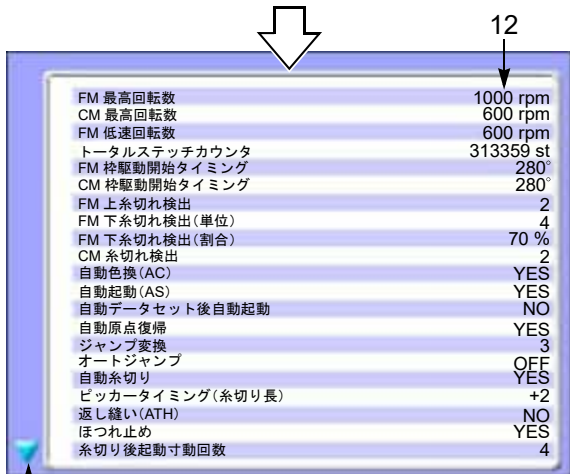 12
FM 最高回転数 1000 rpm
CM 最高回転数 600 rpm
FM 低速回転数 600 rpm
トータルステッチカウンタ 313359 st
FM 枠駆動開始タイミング 280°
CM 枠駆動開始タイミング 280°
FM 上糸切れ検出 2
FM 下糸切れ検出(単位) 4
FM 下糸切れ検出(割合) 70 %
CM 糸切れ検出 2
自動色換(AC) YES
自動起動(AS) YES
自動データセット後自動起動 NO
自動原点復帰 YES
ジャンプ変換 3
オートジャンプ OFF
自動糸切り YES
ピッカータイミング(糸切り長) +2
返し縫い(ATH) NO
ほつれ止め YES
糸切り後起動寸動回数 4